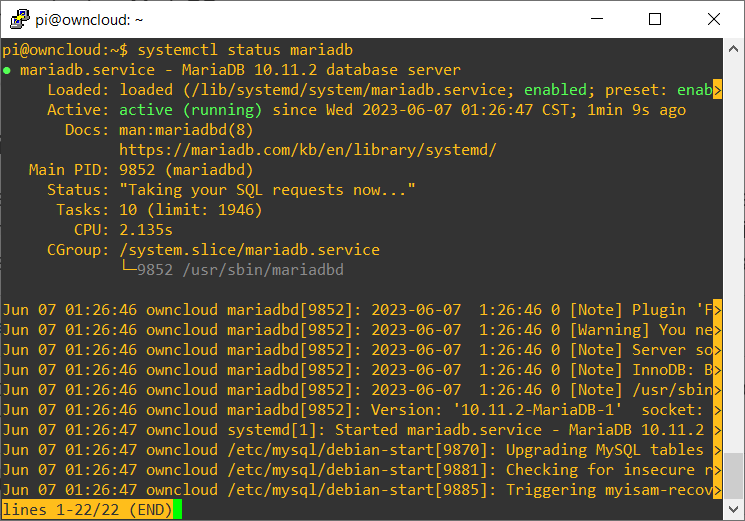 pi@owncloud: ~
pi@owncloud:~$ systemctl status mariadb
● mariadb.service - MariaDB 10.11.2 database server
     Loaded: loaded (/lib/systemd/system/mariadb.service; enabled; preset: enab>
     Active: active (running) since Wed 2023-06-07 01:26:47 CST; 1min 9s ago
       Docs: man:mariadbd(8)
             https://mariadb.com/kb/en/library/systemd/
   Main PID: 9852 (mariadbd)
     Status: "Taking your SQL requests now..."
      Tasks: 10 (limit: 1946)
        CPU: 2.135s
     CGroup: /system.slice/mariadb.service
             └─9852 /usr/sbin/mariadbd
Jun 07 01:26:46 owncloud mariadbd[9852]: 2023-06-07  1:26:46 0 [Note] Plugin 'F>
Jun 07 01:26:46 owncloud mariadbd[9852]: 2023-06-07  1:26:46 0 [Warning] You ne>
Jun 07 01:26:46 owncloud mariadbd[9852]: 2023-06-07  1:26:46 0 [Note] Server so>
Jun 07 01:26:46 owncloud mariadbd[9852]: 2023-06-07  1:26:46 0 [Note] InnoDB: B>
Jun 07 01:26:46 owncloud mariadbd[9852]: 2023-06-07  1:26:46 0 [Note] /usr/sbin>
Jun 07 01:26:46 owncloud mariadbd[9852]: Version: '10.11.2-MariaDB-1'  socket: >
Jun 07 01:26:47 owncloud systemd[1]: Started mariadb.service - MariaDB 10.11.2 >
Jun 07 01:26:47 owncloud /etc/mysql/debian-start[9870]: Upgrading MySQL tables >
Jun 07 01:26:47 owncloud /etc/mysql/debian-start[9881]: Checking for insecure r>
Jun 07 01:26:47 owncloud /etc/mysql/debian-start[9885]: Triggering myisam-recov>
lines 1-22/22 (END)